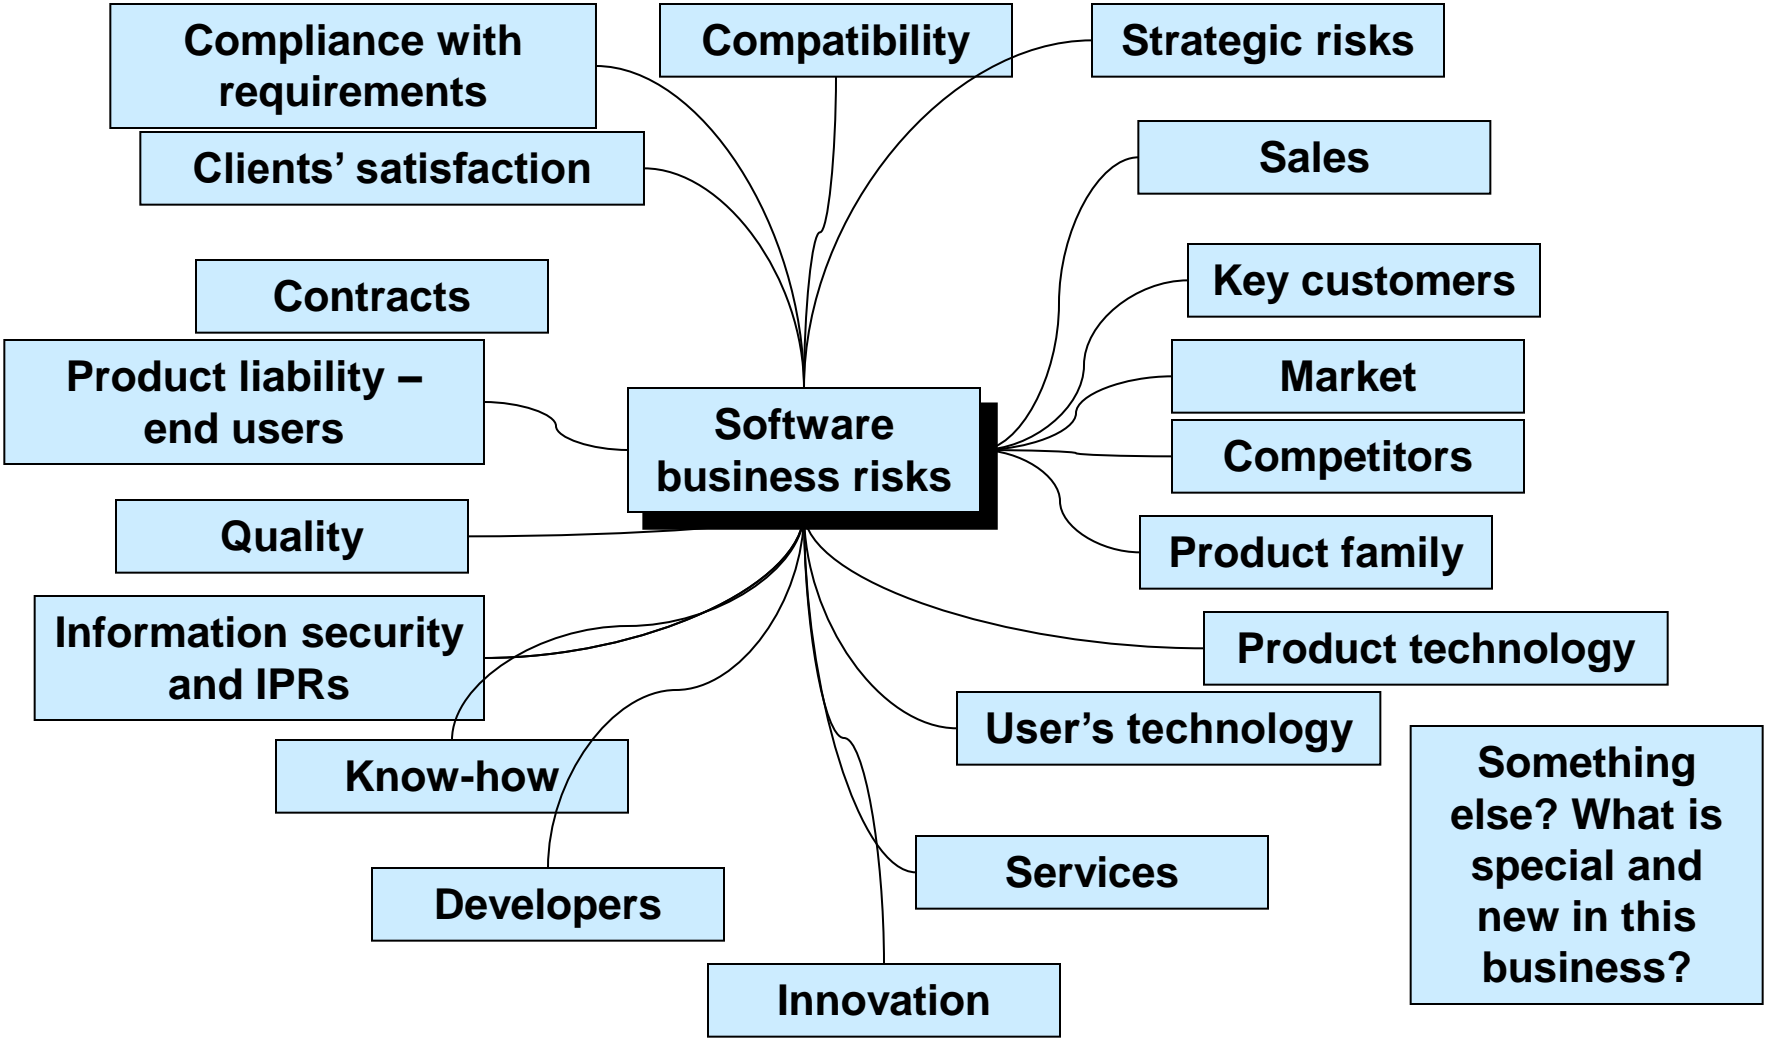 Compliance with
requirements
Compatibility
Strategic risks
Clients’ satisfaction
Sales
Contracts
Key customers
Product liability –
end users
Market
Software
business risks
Competitors
Quality
Product family
Information security
and IPRs
Product technology
User’s technology
Know-how
Something
else? What is
special and
new in this
business?
Services
Developers
Innovation